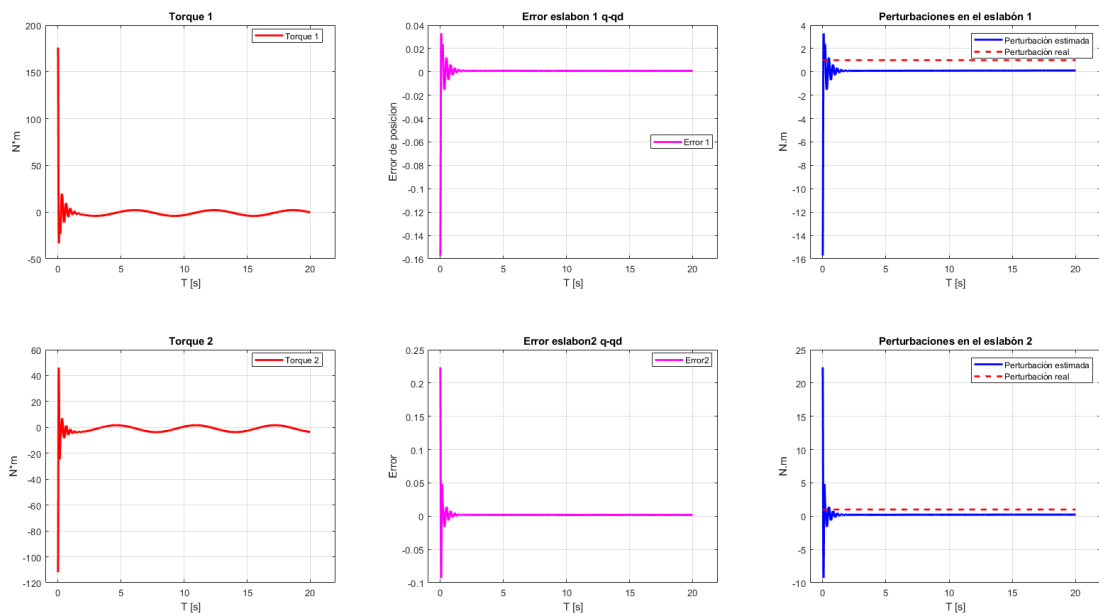 Torque 1
200
150
100
50
0
-50
N*m
0 5 10 15 20
T [s]
Torque 1
Error eslabon 1 q-qd
0.04
0.02
0
-0.02
-0.04
-0.06
-0.08
-0.1
-0.12
-0.14
-0.16
Error de posicion
0 5 10 15 20
T [s]
Error 1
Perturbaciones en el eslabón 1
4
2
0
-2
-4
-6
-8
-10
-12
-14
-16
N.m
0 5 10 15 20
T [s]
Perturbación estimada
Perturbación real
Torque 2
60
40
20
0
-20
-40
-60
-80
-100
-120
N*m
0 5 10 15 20
T [s]
Torque 2
Error eslabon2 q-qd
0.25
0.2
0.15
0.1
0.05
0
-0.05
-0.1
Error
0 5 10 15 20
T [s]
Error2
Perturbaciones en el eslabón 2
25
20
15
10
5
0
-5
-10
N.m
0 5 10 15 20
T [s]
Perturbación estimada
Perturbación real